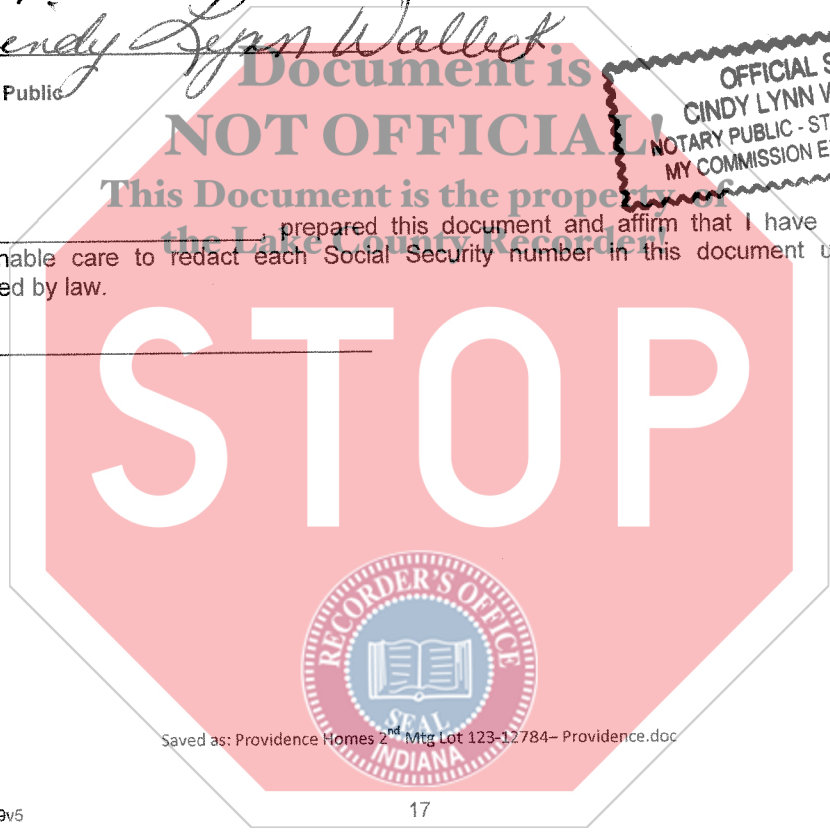 endy Lynn Walleck
Public
Document is
NOT OFFICIAL!
This Document is the property of
the Lake County Recorder!
OFFICIAL S
CINDY LYNN W
NOTARY PUBLIC - ST
MY COMMISSION E
, prepared this document and affirm that I have
nable care to redact each Social Security number in this document u
ed by law.
STOP
RECORDER'S OFFICE
SEAL
INDIANA
Saved as: Providence Homes 2nd Mtg Lot 123-12784– Providence.doc
9v5
17